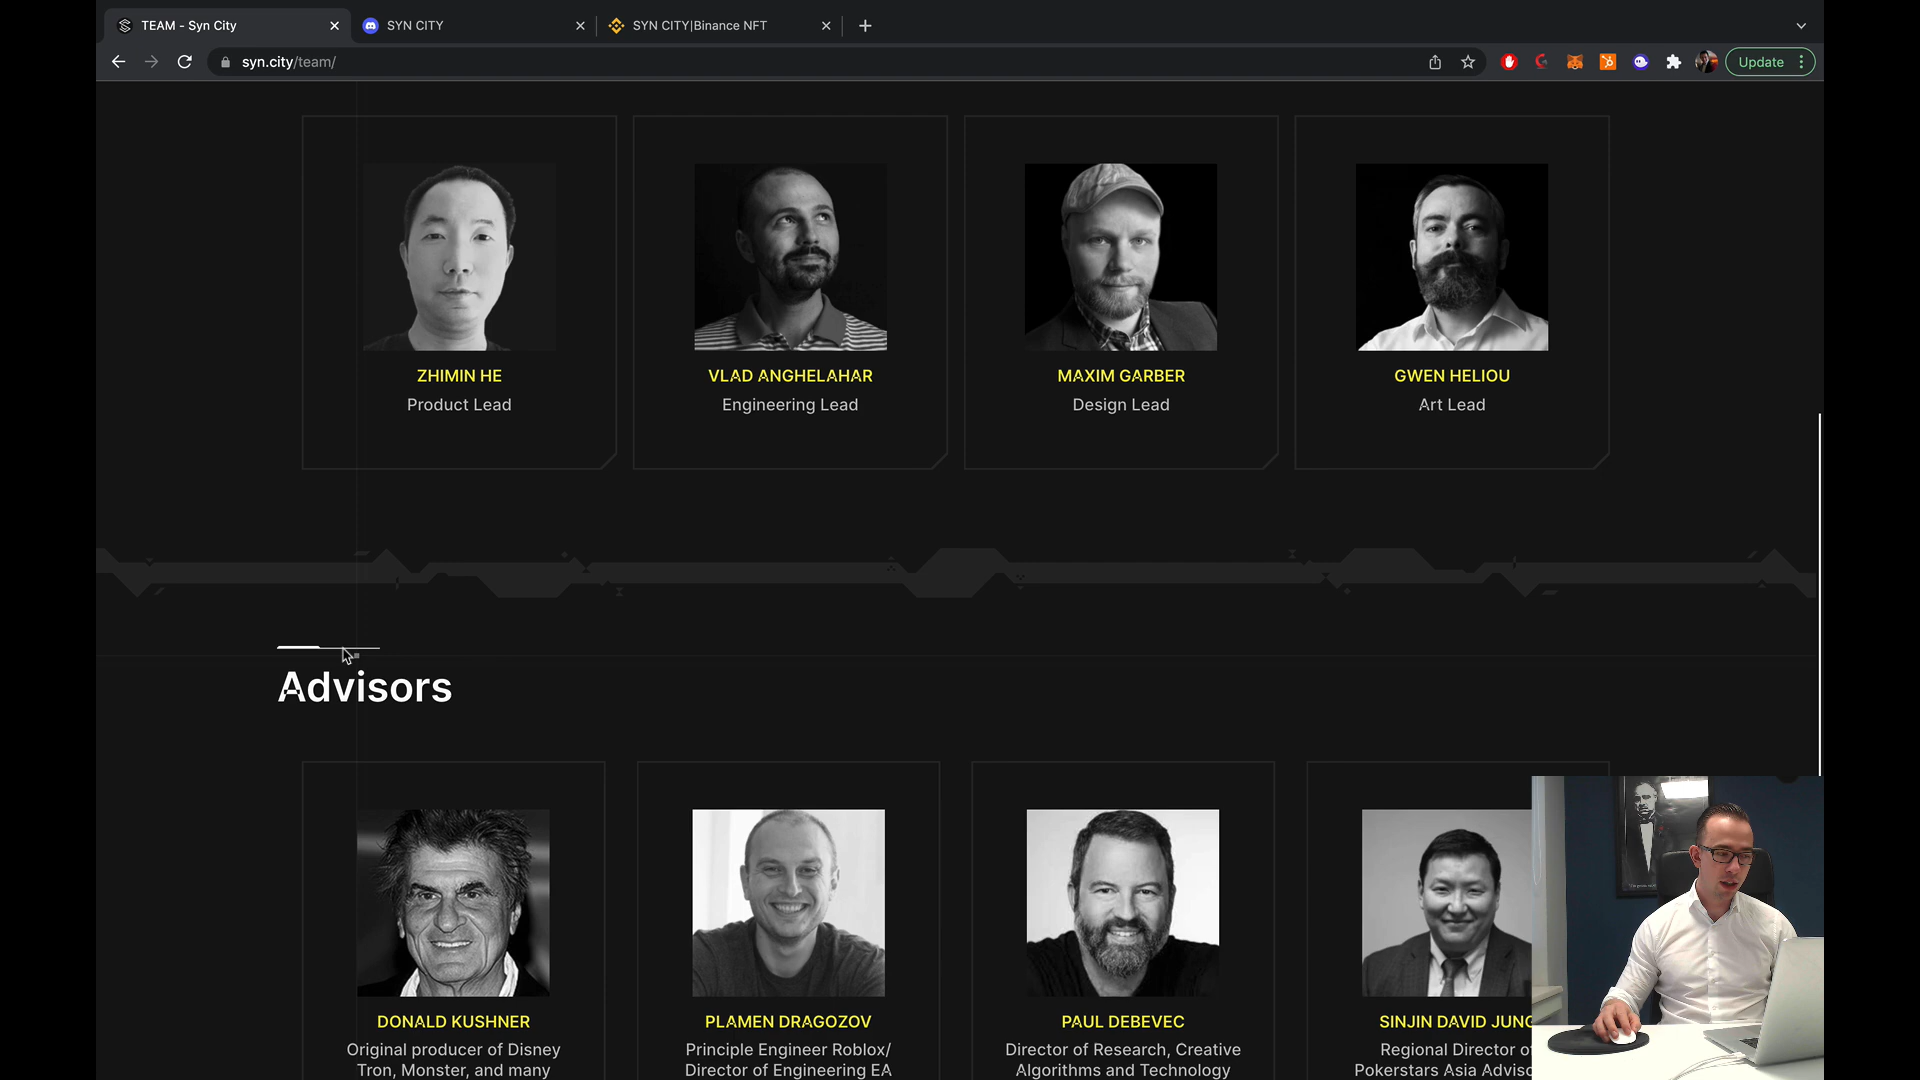 TEAM - Syn City
SYN CITY
SYN CITY|Binance NFT
syn.city/team/
Update
ZHIMIN HE
Product Lead
VLAD ANGHELAHAR
Engineering Lead
MAXIM GARBER
Design Lead
GWEN HELIOU
Art Lead
Advisors
DONALD KUSHNER
Original producer of Disney
Tron, Monster, and many
PLAMEN DRAGOZOV
Principle Engineer Roblox/
Director of Engineering EA
PAUL DEBEVEC
Director of Research, Creative
Algorithms and Technology
SINJIN DAVID JUNG
Regional Director of
Pokerstars Asia